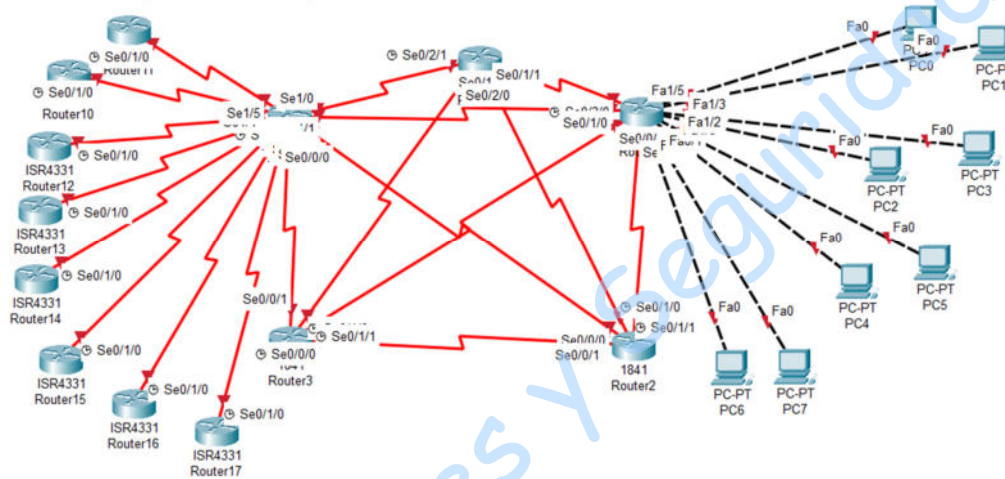 Se0/1/0
Router11
Se0/1/0
Router10
Se1/0
Se1/5
Se0/2/1
Se0/1/1
Se0/2/0
Se0/1/0
Fa1/5
Fa1/3
Fa1/2
Fa0
Fa0
PC0
PC-PT
PC1
Se0/1/0
ISR4331
Router12
Se0/0/0
Fa0
Fa0
PC-PT
PC2
PC-PT
PC3
Se0/1/0
ISR4331
Router13
Se0/1/0
ISR4331
Router14
Fa0
Fa0
PC-PT
PC4
PC-PT
PC5
Se0/0/1
Se0/1/1
Se0/0/0
1841
Router3
Se0/1/0
Se0/1/1
Se0/0/0
Se0/0/1
1841
Router2
Fa0
Fa0
PC-PT
PC6
PC-PT
PC7
Se0/1/0
ISR4331
Router15
Se0/1/0
ISR4331
Router16
Se0/1/0
ISR4331
Router17
s Y Seguridad